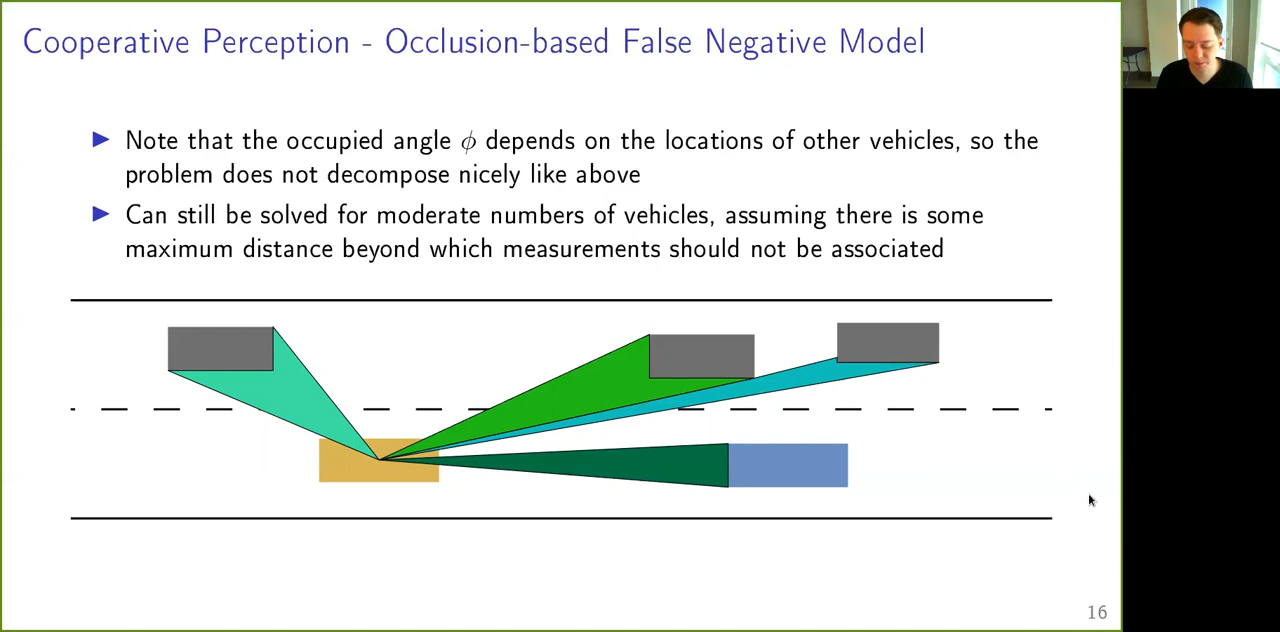 Cooperative Perception - Occlusion-based False Negative Model
Note that the occupied angle ϕ depends on the locations of other vehicles, so the
problem does not decompose nicely like above
Can still be solved for moderate numbers of vehicles, assuming there is some
maximum distance beyond which measurements should not be associated
16